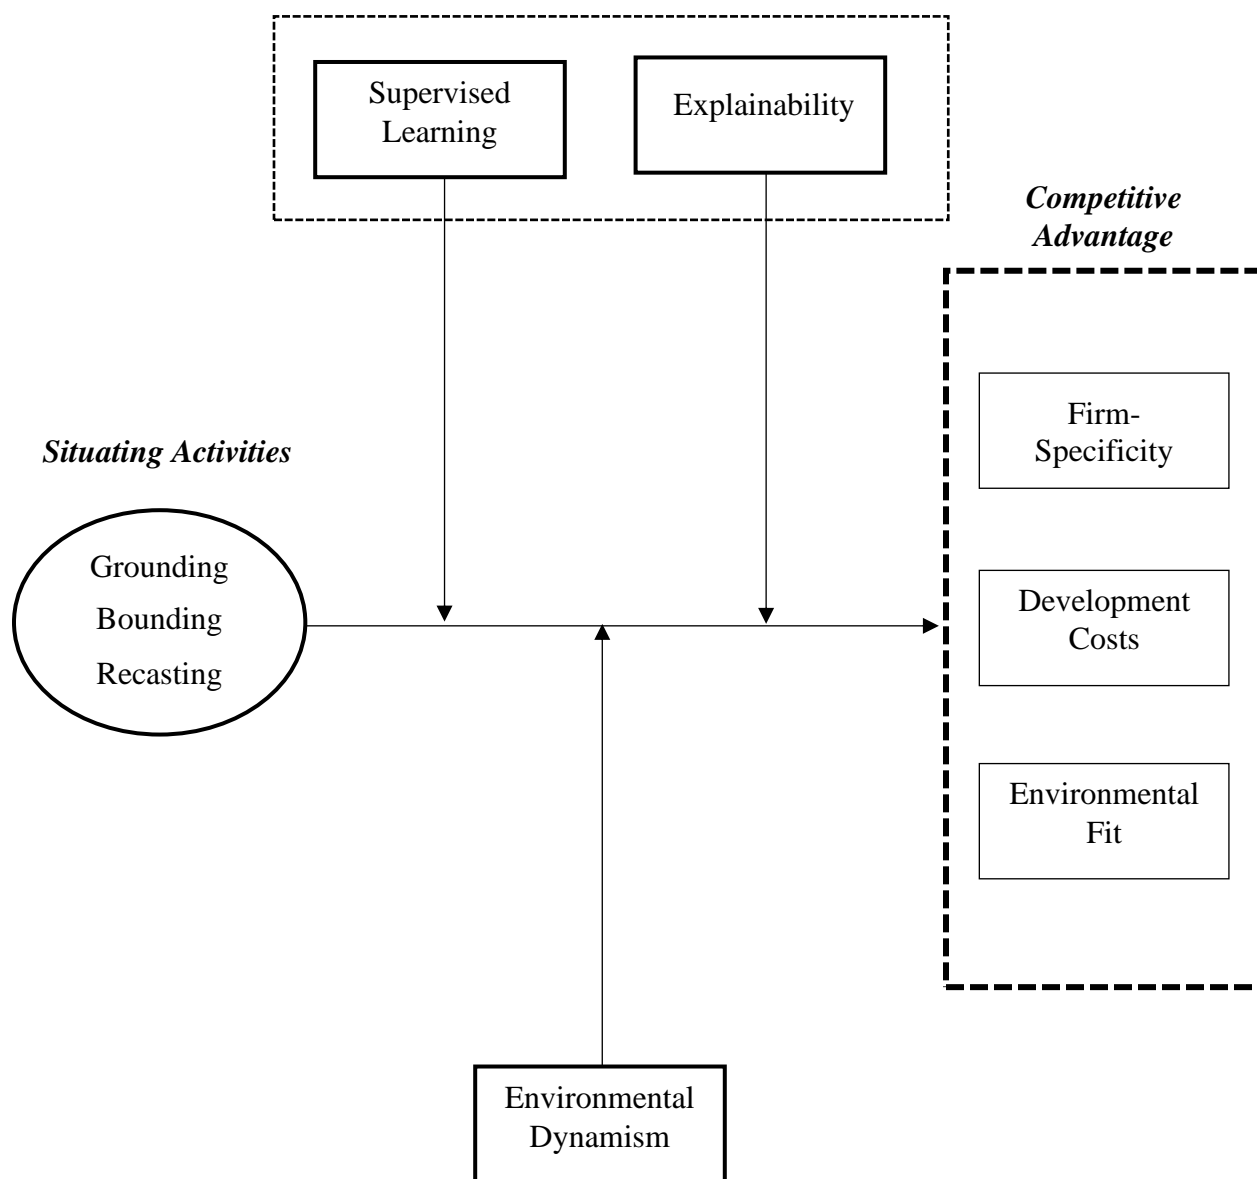 Supervised
Learning
Explainability
Competitive
Advantage
Situating Activities
Grounding
Bounding
Recasting
Firm-
Specificity
Development
Costs
Environmental
Fit
Environmental
Dynamism